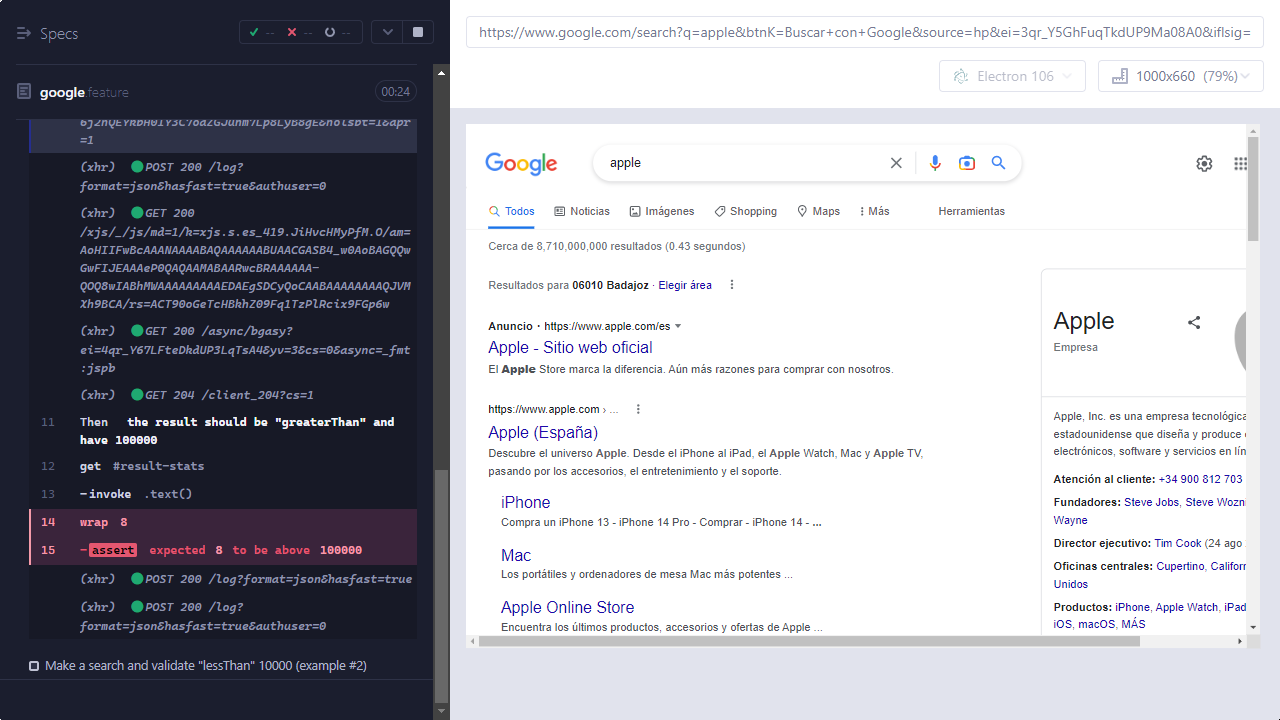 Specs
-- -- --
google.feature
00:24
=1
(xhr) POST 200 /log?
format=json&hasfast=true&authuser=0
(xhr) GET 200
/xjs/_/js/md=1/k=xjs.s.es_419.JiHvcHMyPfM.O/am=
AoHIIFwBcAAANAAAABAQAAAAAABUAACGASB4_w0AoBAGQQw
GwFIJEAAAeP0QAQAAMABAARwcBRAAAAAA-
QOQ8wIABhMWAAAAAAAAAEDAEgSDCyQoCAABAAAAAAAAQJVM
Xh9BCA/rs=ACT90oGeTcHBkhZ09Fq1TzPlRcix9FGp6w
(xhr) GET 200 /async/bgasy?
ei=4qr_Y67LFteDkdUP3LqTsA4&yv=3&cs=0&async=_fmt
:jspb
(xhr) GET 204 /client_204?cs=1
11 Then the result should be "greaterThan" and
have 100000
12 get #result-stats
13 -invoke .text()
14 wrap 8
15 -assert expected 8 to be above 100000
(xhr) POST 200 /log?format=json&hasfast=true
(xhr) POST 200 /log?
format=json&hasfast=true&authuser=0
Make a search and validate "lessThan" 10000 (example #2)
https://www.google.com/search?q=apple&btnK=Buscar+con+Google&source=hp&ei=3qr_Y5GhFuqTkdUP9Ma08A0&iflsig=
Electron 106
1000x660 (79%)
Google
apple
Todos Noticias Imágenes Shopping Maps Más Herramientas
Cerca de 8,710,000,000 resultados (0.43 segundos)
Resultados para 06010 Badajoz · Elegir área
Anuncio · https://www.apple.com/es
Apple - Sitio web oficial
El Apple Store marca la diferencia. Aún más razones para comprar con nosotros.
https://www.apple.com › ...
Apple (España)
Descubre el universo Apple. Desde el iPhone al iPad, el Apple Watch, Mac y Apple TV,
pasando por los accesorios, el entretenimiento y el soporte.
iPhone
Compra un iPhone 13 - iPhone 14 Pro - Comprar - iPhone 14 - ...
Mac
Los portátiles y ordenadores de mesa Mac más potentes ...
Apple Online Store
Encuentra los últimos productos, accesorios y ofertas de Apple ...
Apple
Empresa
Apple, Inc. es una empresa tecnológica
estadounidense que diseña y produce
electrónicos, software y servicios en lín
Atención al cliente: +34 900 812 703
Fundadores: Steve Jobs, Steve Wozni
Wayne
Director ejecutivo: Tim Cook (24 ago
Oficinas centrales: Cupertino, Californ
Unidos
Productos: iPhone, Apple Watch, iPad
iOS, macOS, MÁS